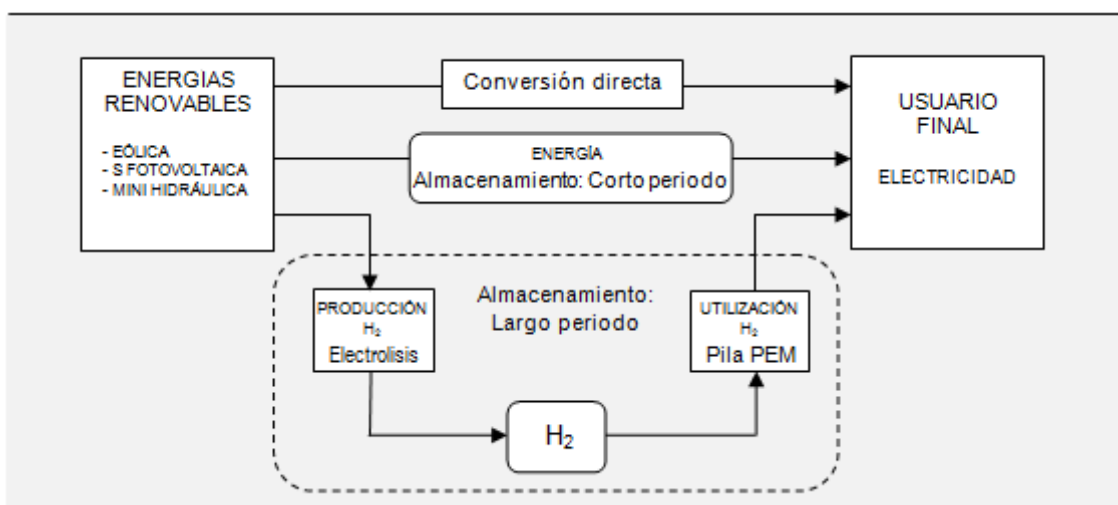 ENERGIAS
RENOVABLES
- EÓLICA
- S FOTOVOLTAICA
- MINI HIDRÁULICA
Conversión directa
ENERGÍA
Almacenamiento: Corto periodo
USUARIO
FINAL
ELECTRICIDAD
PRODUCCIÓN
H₂
Electrolisis
Almacenamiento:
Largo periodo
UTILIZACIÓN
H₂
Pila PEM
H₂